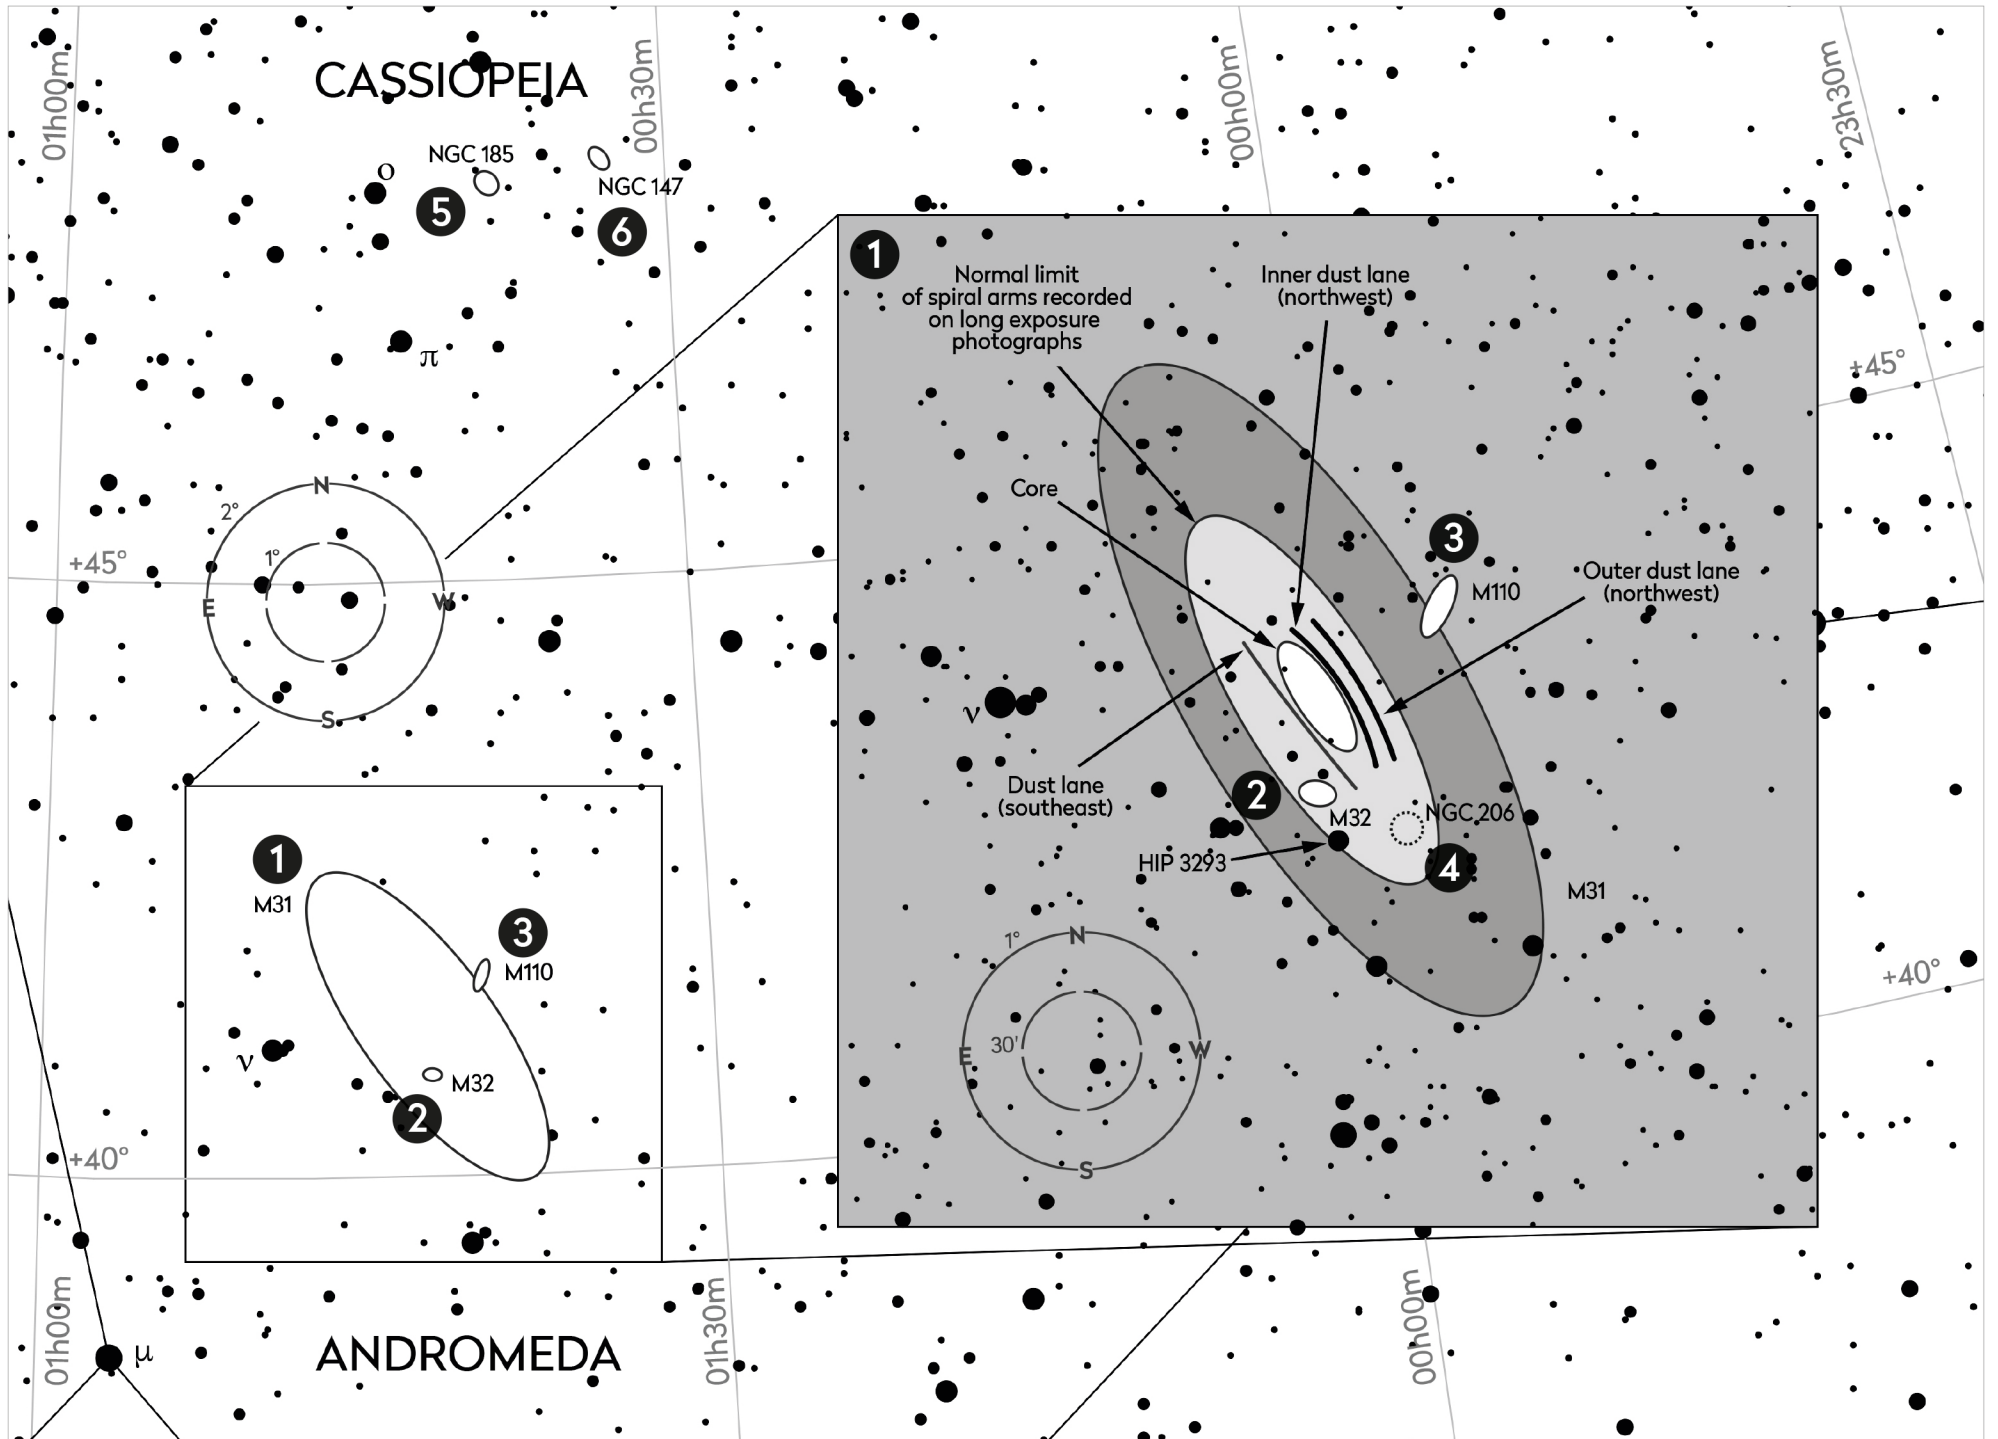 01h00m
CASSIOPEIA
00h30m
00h00m
23h30m
NGC 185
NGC 147
ο
5
6
π
1
Normal limit
of spiral arms recorded
on long exposure
photographs
Inner dust lane
(northwest)
+45°
Core
3
M110
Outer dust lane
(northwest)
N
2°
1°
E
W
S
+45°
ν
Dust lane
(southeast)
2
M32
NGC 206
HIP 3293
4
M31
1°
N
30'
E
W
S
+40°
1
M31
3
M110
ν
M32
2
+40°
01h00m
μ
ANDROMEDA
01h30m
00h00m